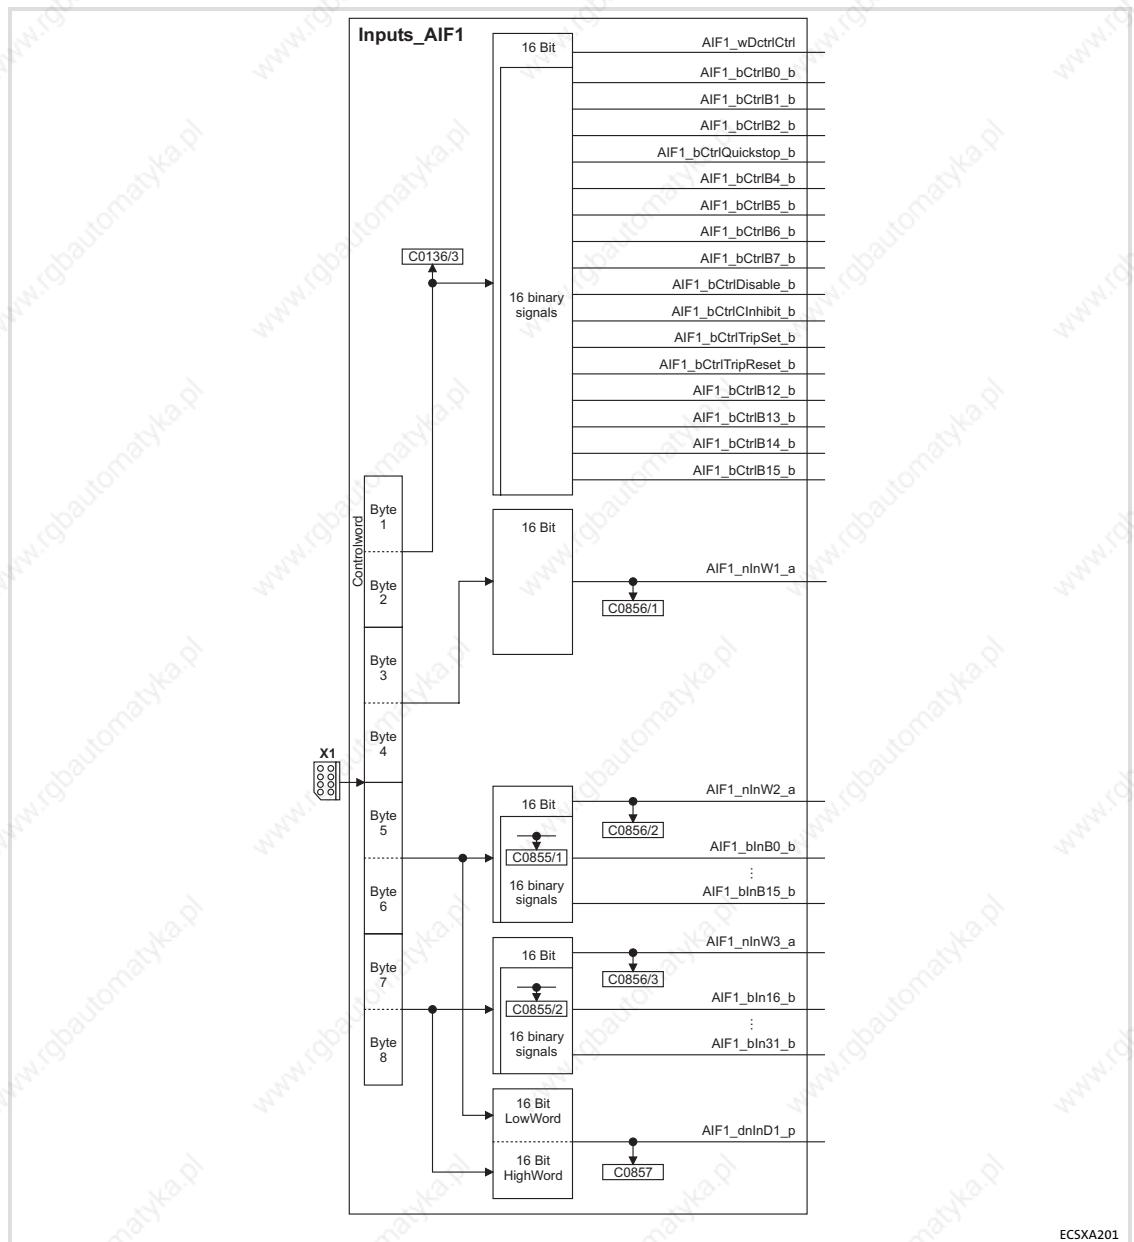 Inputs_AIF1
16 Bit
AIF1_wDctrlCtrl
AIF1_bCtrlB0_b
AIF1_bCtrlB1_b
AIF1_bCtrlB2_b
AIF1_bCtrlQuickstop_b
AIF1_bCtrlB4_b
AIF1_bCtrlB5_b
AIF1_bCtrlB6_b
AIF1_bCtrlB7_b
AIF1_bCtrlDisable_b
AIF1_bCtrlCInhibit_b
AIF1_bCtrlTripSet_b
AIF1_bCtrlTripReset_b
AIF1_bCtrlB12_b
AIF1_bCtrlB13_b
AIF1_bCtrlB14_b
AIF1_bCtrlB15_b
C0136/3
16 binary
signals
Controlword
Byte
1
Byte
2
Byte
3
Byte
4
Byte
5
Byte
6
Byte
7
Byte
8
X1
16 Bit
AIF1_nInW1_a
C0856/1
16 Bit
AIF1_nInW2_a
C0856/2
C0855/1
AIF1_bInB0_b
16 binary
signals
AIF1_bInB15_b
16 Bit
AIF1_nInW3_a
C0856/3
C0855/2
AIF1_bIn16_b
16 binary
signals
AIF1_bIn31_b
16 Bit
LowWord
AIF1_dnInD1_p
16 Bit
HighWord
C0857
ECSXA201
www.rgbautomatyka.pl